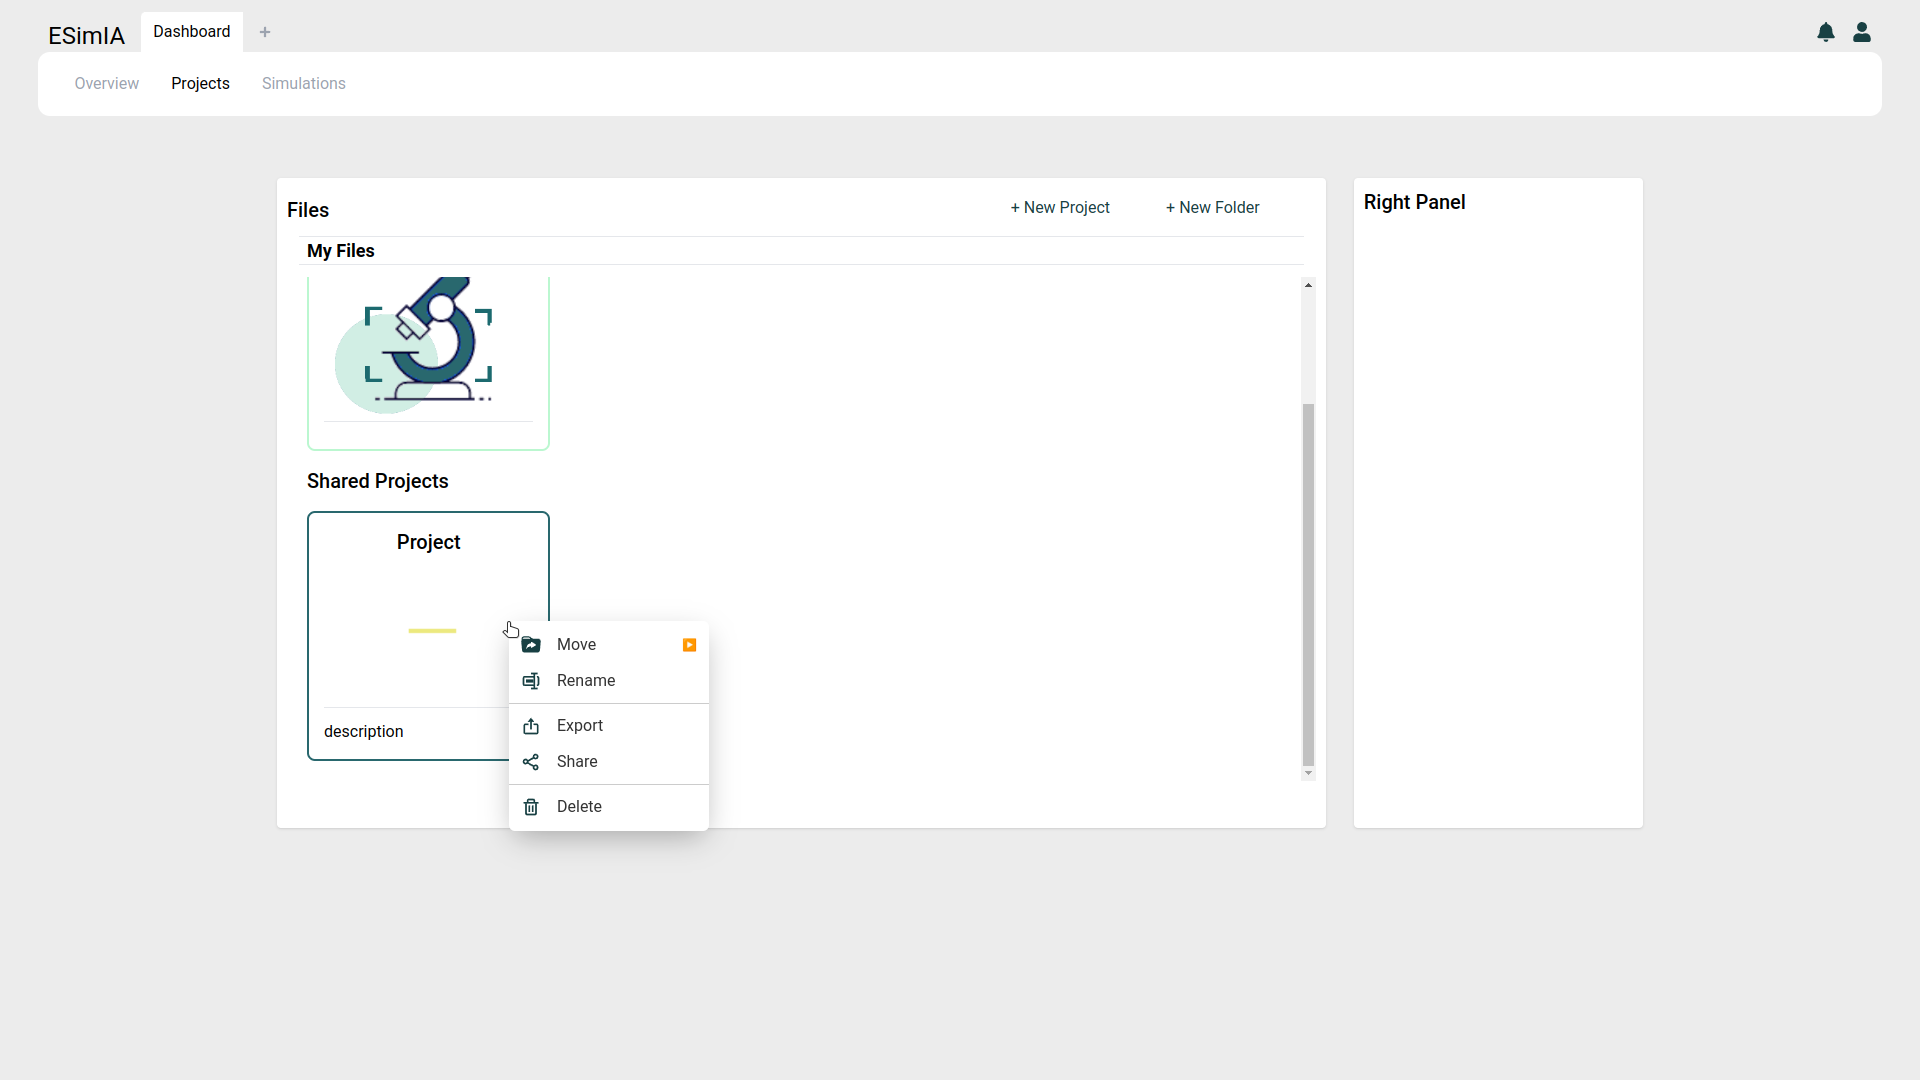 ESimIA
Dashboard
+
Overview
Projects
Simulations
Files
+ New Project
+ New Folder
Right Panel
My Files
Shared Projects
Project
description
Move
Rename
Export
Share
Delete